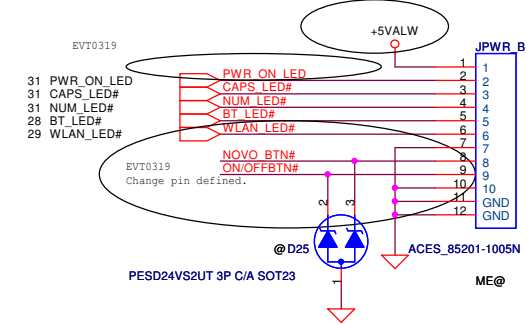 +5VALW
EVT0319
JPWR_B
PWR_ON_LED 1 1
31 PWR_ON_LED CAPS_LED# 2 2
31 CAPS_LED# NUM_LED# 3 3
31 NUM_LED# BT_LED# 4 4
28 BT_LED# WLAN_LED# 5 5
29 WLAN_LED# 6 6
7 7
NOVO_BTN# 8 8
EVT0319 ON/OFFBTN# 9 9
Change pin defined. 10 10
11 GND
12 GND
2 3
@ D25 ACES_85201-1005N
PESD24VS2UT 3P C/A SOT23 1 ME@